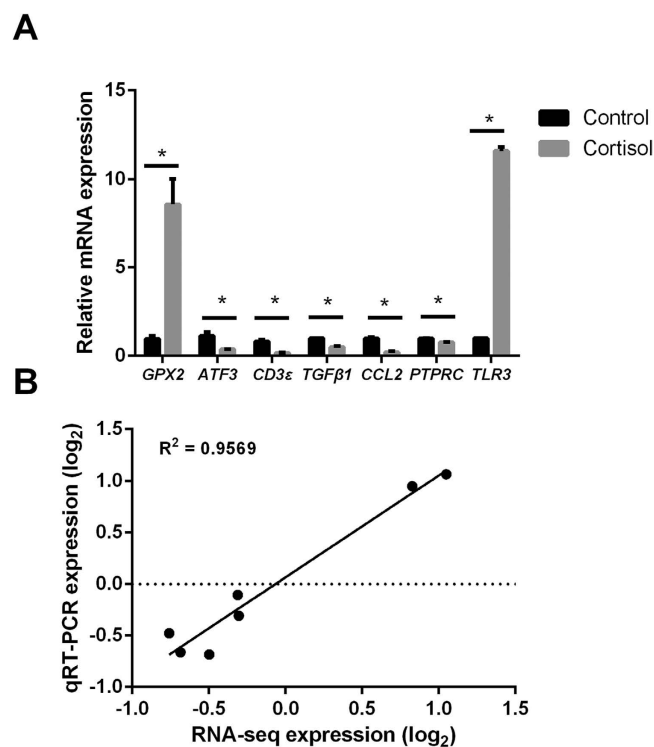 A
Relative mRNA expression
15
10
5
0
* * * * * * *
Control
Cortisol
GPX2 ATF3 CD3ε TGFβ1 CCL2 PTPRC TLR3
B
qRT-PCR expression (log₂)
R² = 0.9569
1.5
1.0
0.5
0.0
-0.5
-1.0
-1.0 -0.5 0.0 0.5 1.0 1.5
RNA-seq expression (log₂)